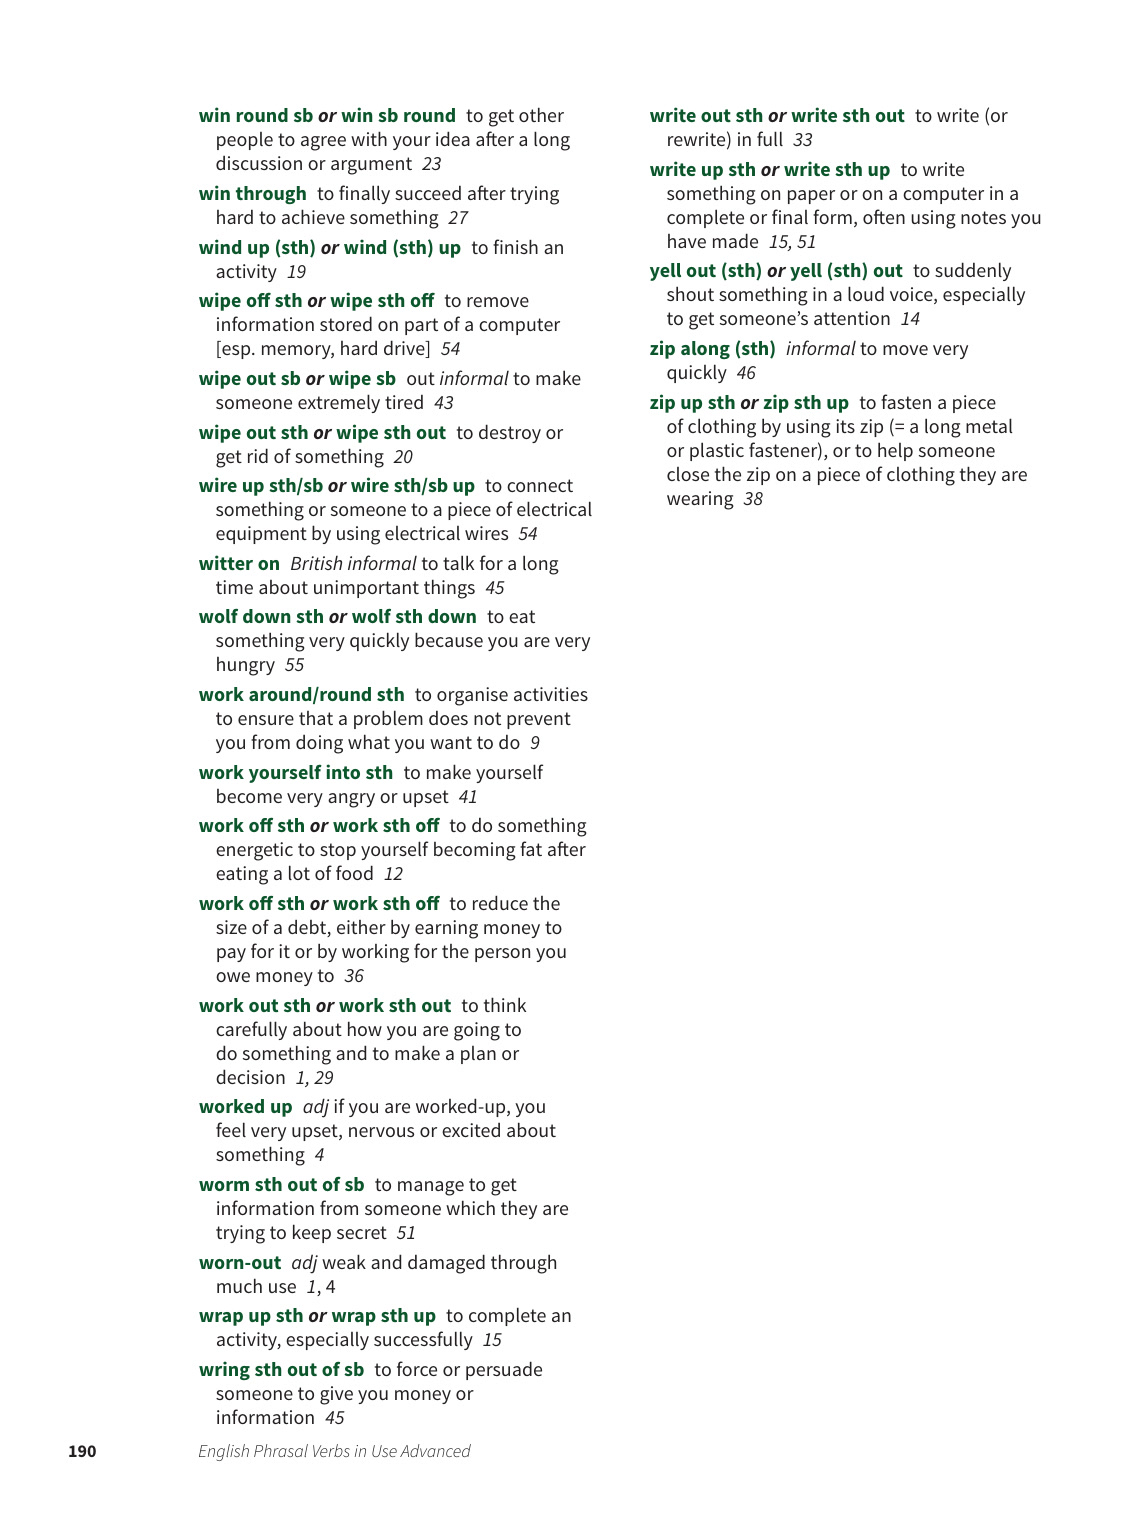 win round sb or win sb round to get other
people to agree with your idea after a long
discussion or argument 23
win through to finally succeed after trying
hard to achieve something 27
wind up (sth) or wind (sth) up to finish an
activity 19
wipe off sth or wipe sth off to remove
information stored on part of a computer
[esp. memory, hard drive] 54
wipe out sb or wipe sb out informal to make
someone extremely tired 43
wipe out sth or wipe sth out to destroy or
get rid of something 20
wire up sth/sb or wire sth/sb up to connect
something or someone to a piece of electrical
equipment by using electrical wires 54
witter on British informal to talk for a long
time about unimportant things 45
wolf down sth or wolf sth down to eat
something very quickly because you are very
hungry 55
work around/round sth to organise activities
to ensure that a problem does not prevent
you from doing what you want to do 9
work yourself into sth to make yourself
become very angry or upset 41
work off sth or work sth off to do something
energetic to stop yourself becoming fat after
eating a lot of food 12
work off sth or work sth off to reduce the
size of a debt, either by earning money to
pay for it or by working for the person you
owe money to 36
work out sth or work sth out to think
carefully about how you are going to
do something and to make a plan or
decision 1, 29
worked up adj if you are worked-up, you
feel very upset, nervous or excited about
something 4
worm sth out of sb to manage to get
information from someone which they are
trying to keep secret 51
worn-out adj weak and damaged through
much use 1, 4
wrap up sth or wrap sth up to complete an
activity, especially successfully 15
wring sth out of sb to force or persuade
someone to give you money or
information 45
write out sth or write sth out to write (or
rewrite) in full 33
write up sth or write sth up to write
something on paper or on a computer in a
complete or final form, often using notes you
have made 15, 51
yell out (sth) or yell (sth) out to suddenly
shout something in a loud voice, especially
to get someone’s attention 14
zip along (sth) informal to move very
quickly 46
zip up sth or zip sth up to fasten a piece
of clothing by using its zip (= a long metal
or plastic fastener), or to help someone
close the zip on a piece of clothing they are
wearing 38
190 English Phrasal Verbs in Use Advanced